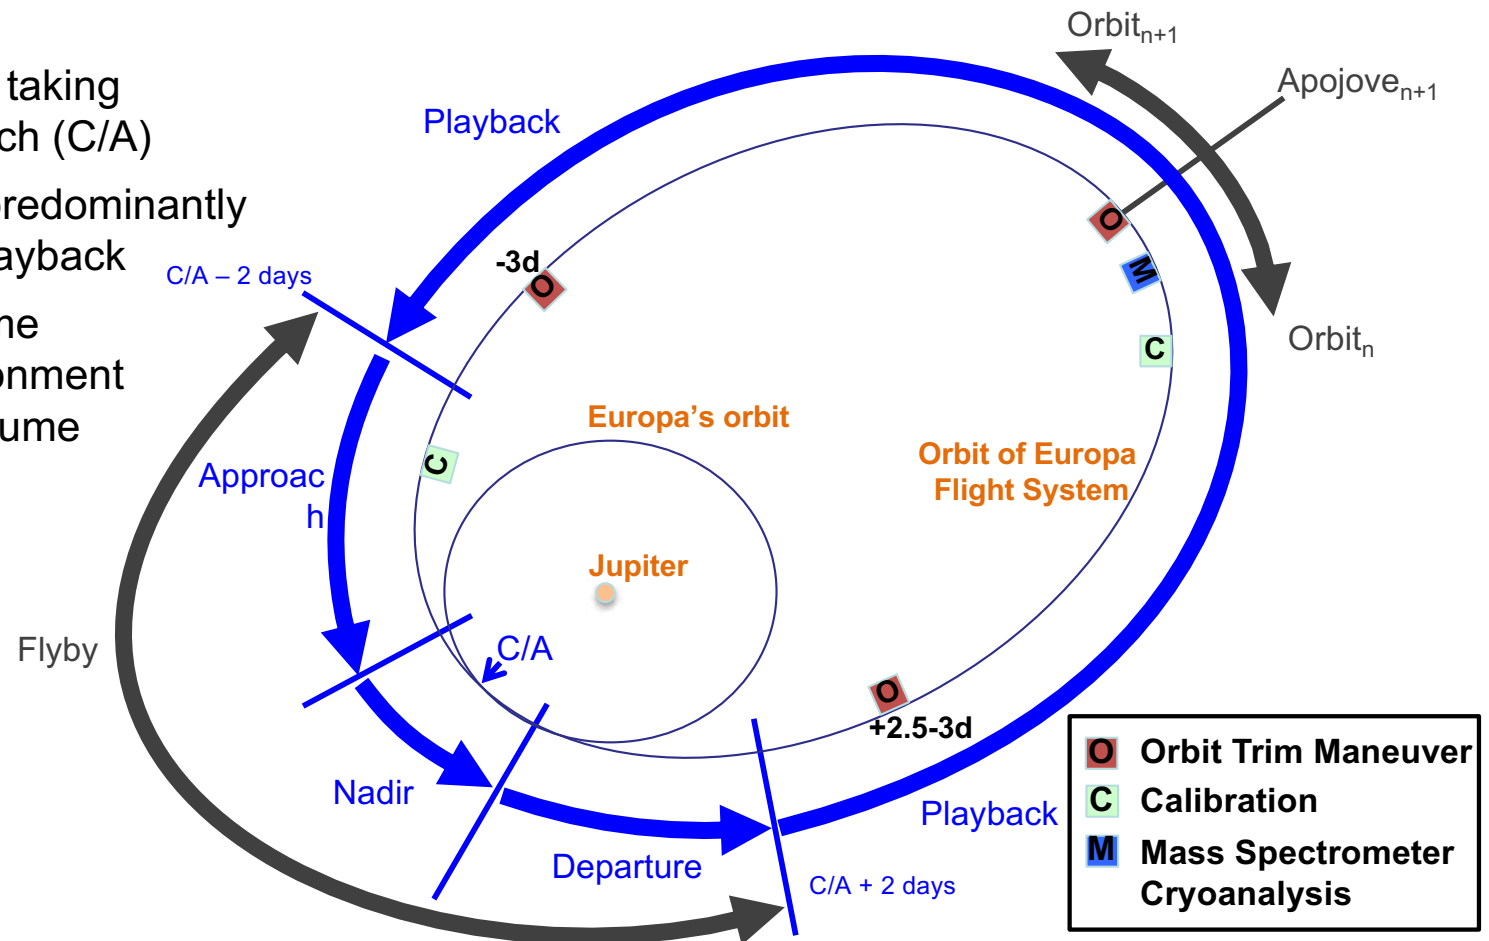 taking
ch (C/A)
predominantly
ayback
me
onment
ume
Orbitn+1
Apojoven+1
Playback
C/A – 2 days
-3d
O
O
M
Orbitn
C
Europa's orbit
Orbit of Europa
Flight System
C
Approac
h
Jupiter
Flyby
C/A
O
+2.5-3d
Nadir
Playback
Departure
C/A + 2 days
O Orbit Trim Maneuver
C Calibration
M Mass Spectrometer
Cryoanalysis